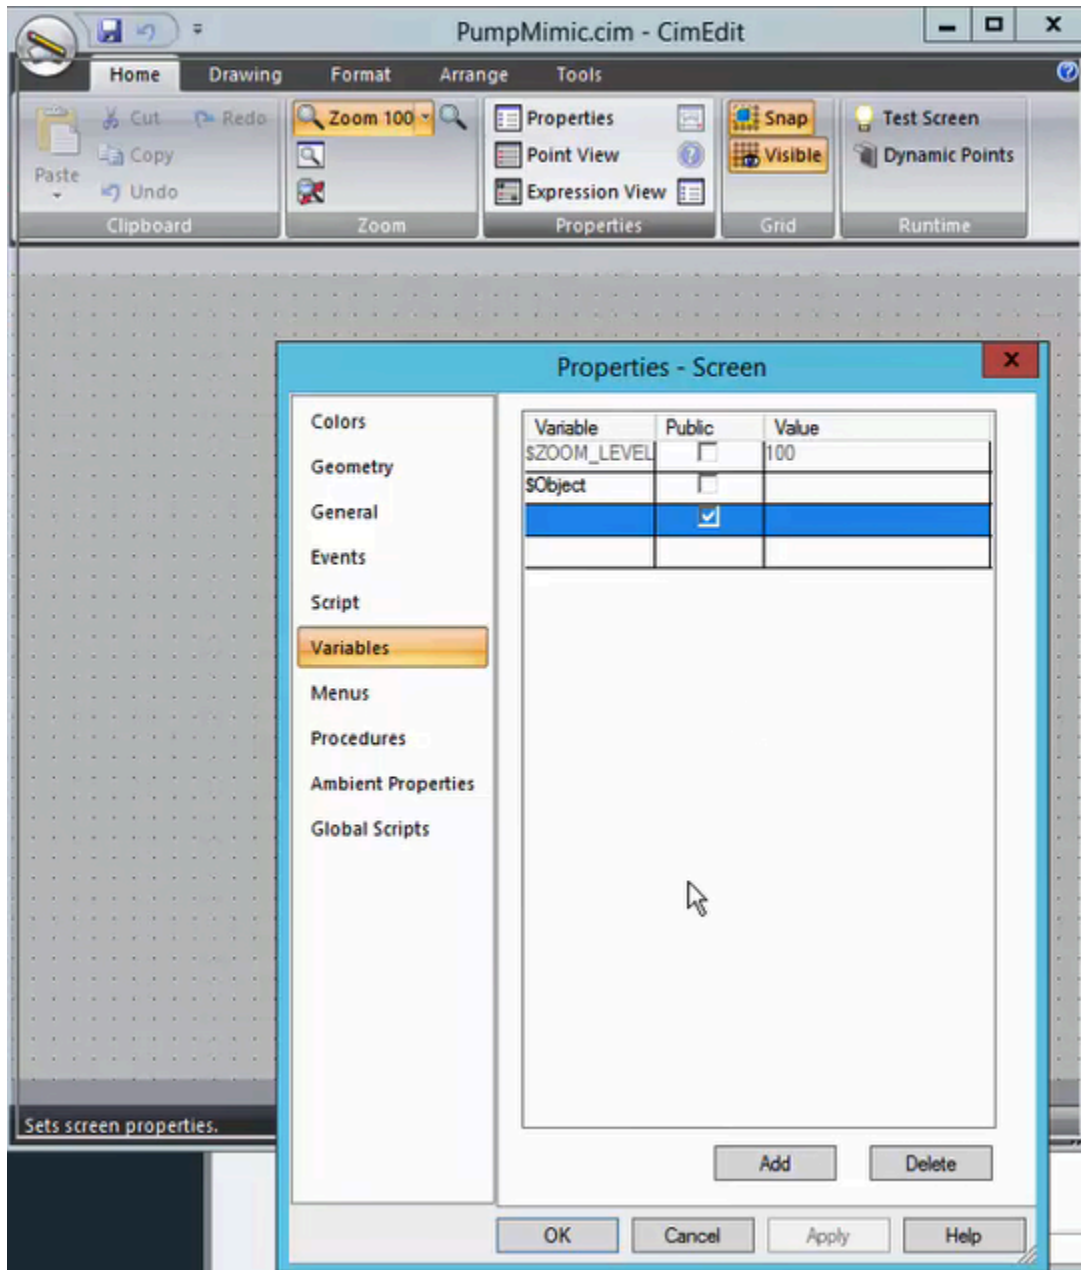 PumpMimic.cim - CimEdit
Home Drawing Format Arrange Tools
Paste
Cut
Copy
Undo
Redo
Clipboard
Zoom 100
Zoom
Properties
Point View
Expression View
Properties
Snap
Visible
Grid
Test Screen
Dynamic Points
Runtime
Properties - Screen
Colors
Geometry
General
Events
Script
Variables
Menus
Procedures
Ambient Properties
Global Scripts
Variable Public Value
$ZOOM_LEVEL 100
$Object
Add Delete
OK Cancel Apply Help
Sets screen properties.